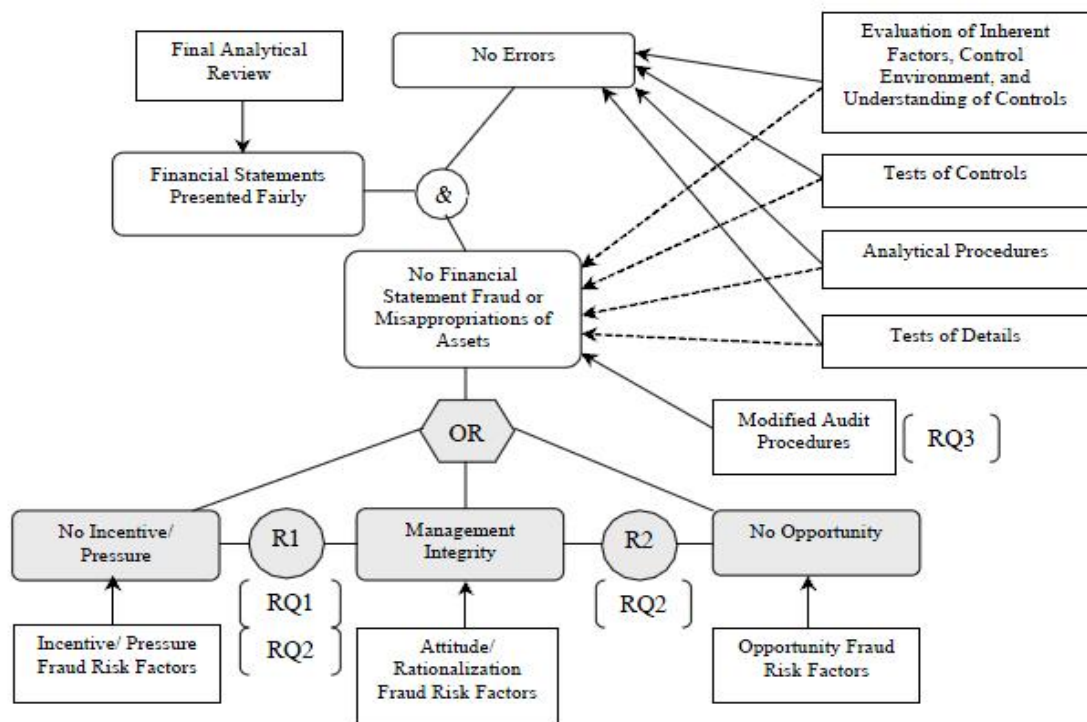 Final Analytical
Review
No Errors
Evaluation of Inherent
Factors, Control
Environment, and
Understanding of Controls
Financial Statements
Presented Fairly
&
Tests of Controls
Analytical Procedures
No Financial
Statement Fraud or
Misappropriations of
Assets
Tests of Details
OR
Modified Audit
Procedures
RQ3
No Incentive/
Pressure
R1
Management
Integrity
R2
No Opportunity
RQ1
RQ2
RQ2
Incentive/ Pressure
Fraud Risk Factors
Attitude/
Rationalization
Fraud Risk Factors
Opportunity Fraud
Risk Factors